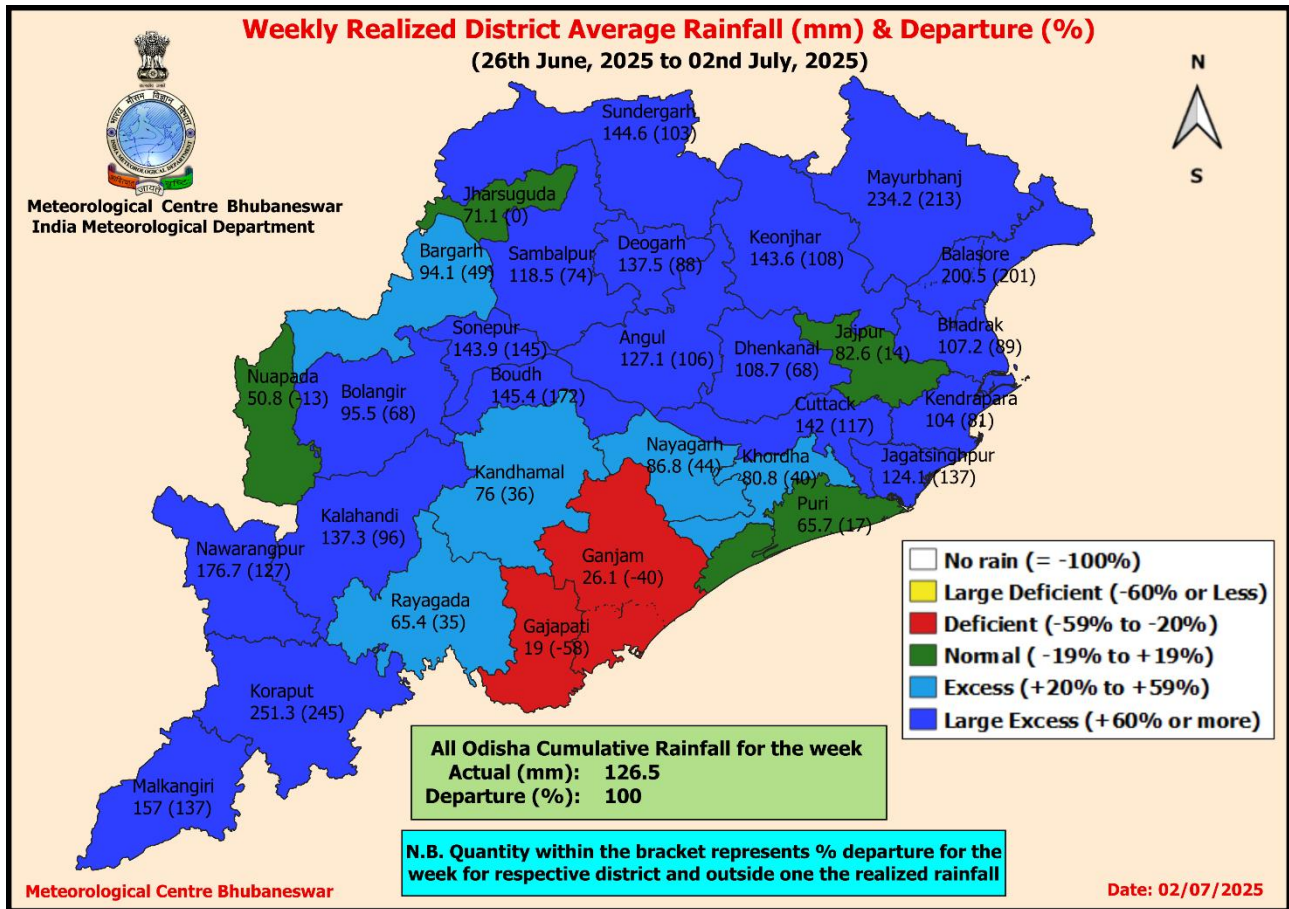 Weekly Realized District Average Rainfall (mm) & Departure (%)
(26th June, 2025 to 02nd July, 2025)
N
S
INDIA METEOROLOGICAL DEPARTMENT
Meteorological Centre Bhubaneswar
India Meteorological Department
Sundergarh
144.6 (103)
Mayurbhanj
234.2 (213)
Jharsuguda
71.1 (0)
Bargarh
94.1 (49)
Sambalpur
118.5 (74)
Deogarh
137.5 (88)
Keonjhar
143.6 (108)
Balasore
200.5 (201)
Sonepur
143.9 (145)
Angul
127.1 (106)
Dhenkanal
108.7 (68)
Jajpur
82.6 (14)
Bhadrak
107.2 (89)
Nuapada
50.8 (-13)
Bolangir
95.5 (68)
Boudh
145.4 (172)
Cuttack
142 (117)
Kendrapara
104 (81)
Kandhamal
76 (36)
Nayagarh
86.8 (44)
Khordha
80.8 (40)
Jagatsinghpur
124.1 (137)
Puri
65.7 (17)
Kalahandi
137.3 (96)
Nawarangpur
176.7 (127)
Ganjam
26.1 (-40)
Rayagada
65.4 (35)
Gajapati
19 (-58)
Koraput
251.3 (245)
Malkangiri
157 (137)
No rain (= -100%)
Large Deficient (-60% or Less)
Deficient (-59% to -20%)
Normal ( -19% to +19%)
Excess (+20% to +59%)
Large Excess (+60% or more)
All Odisha Cumulative Rainfall for the week
Actual (mm): 126.5
Departure (%): 100
N.B. Quantity within the bracket represents % departure for the
week for respective district and outside one the realized rainfall
Meteorological Centre Bhubaneswar
Date: 02/07/2025